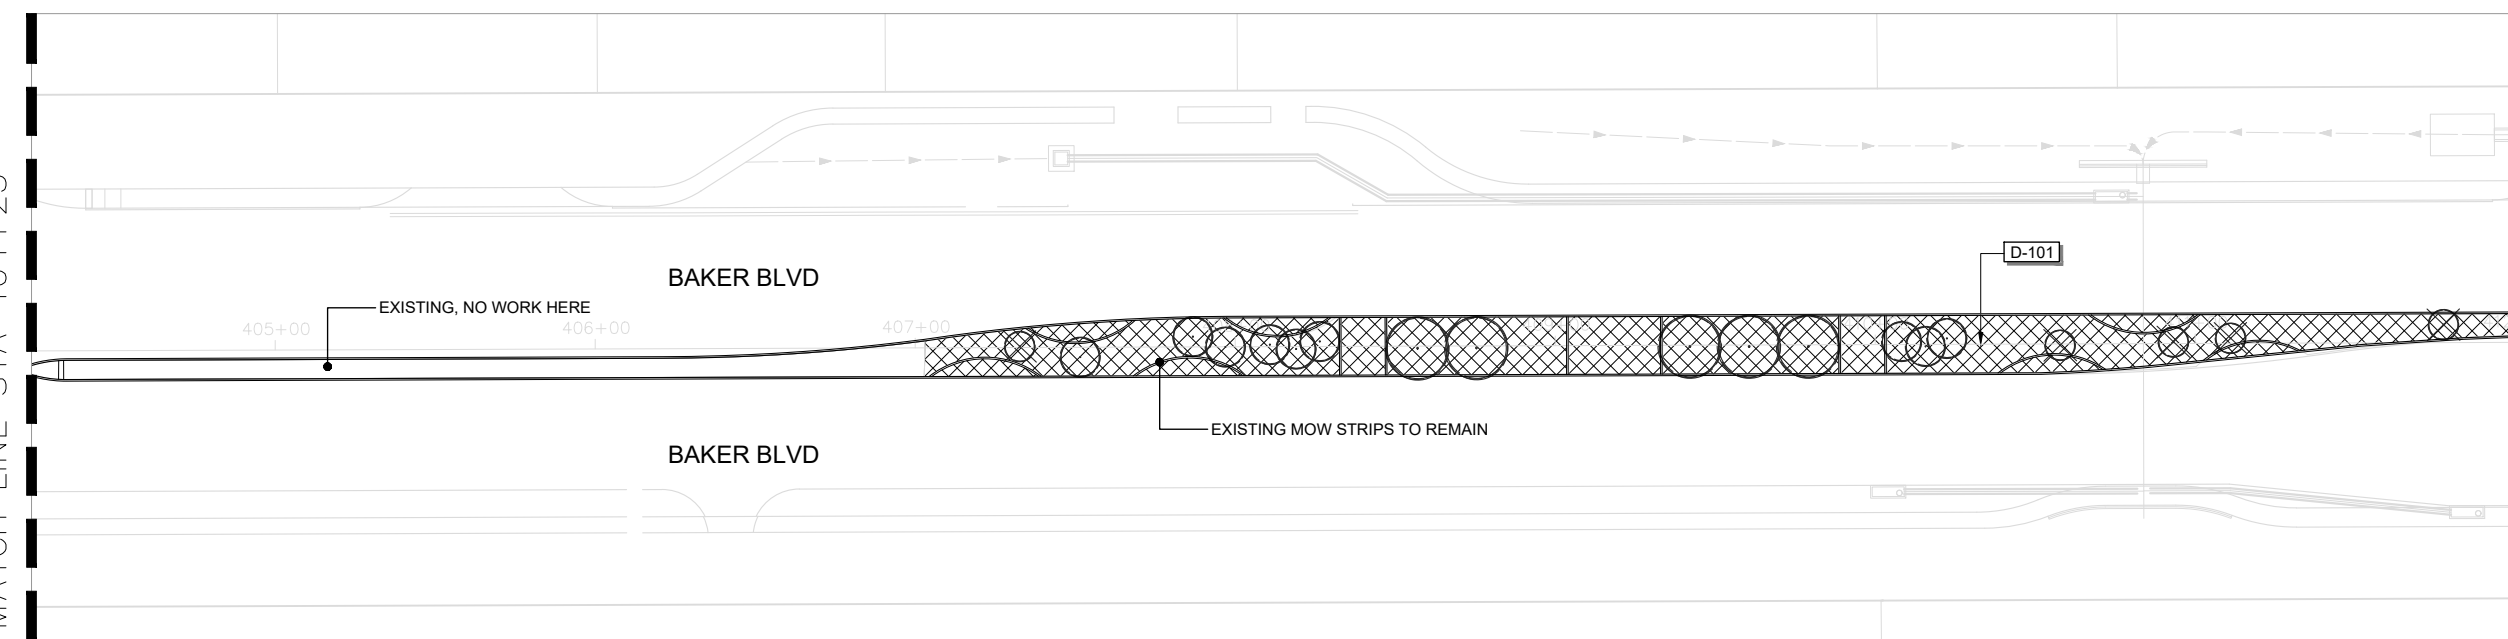 D-101
BAKER BLVD
EXISTING, NO WORK HERE
405+00
406+00
407+00
EXISTING MOW STRIPS TO REMAIN
BAKER BLVD